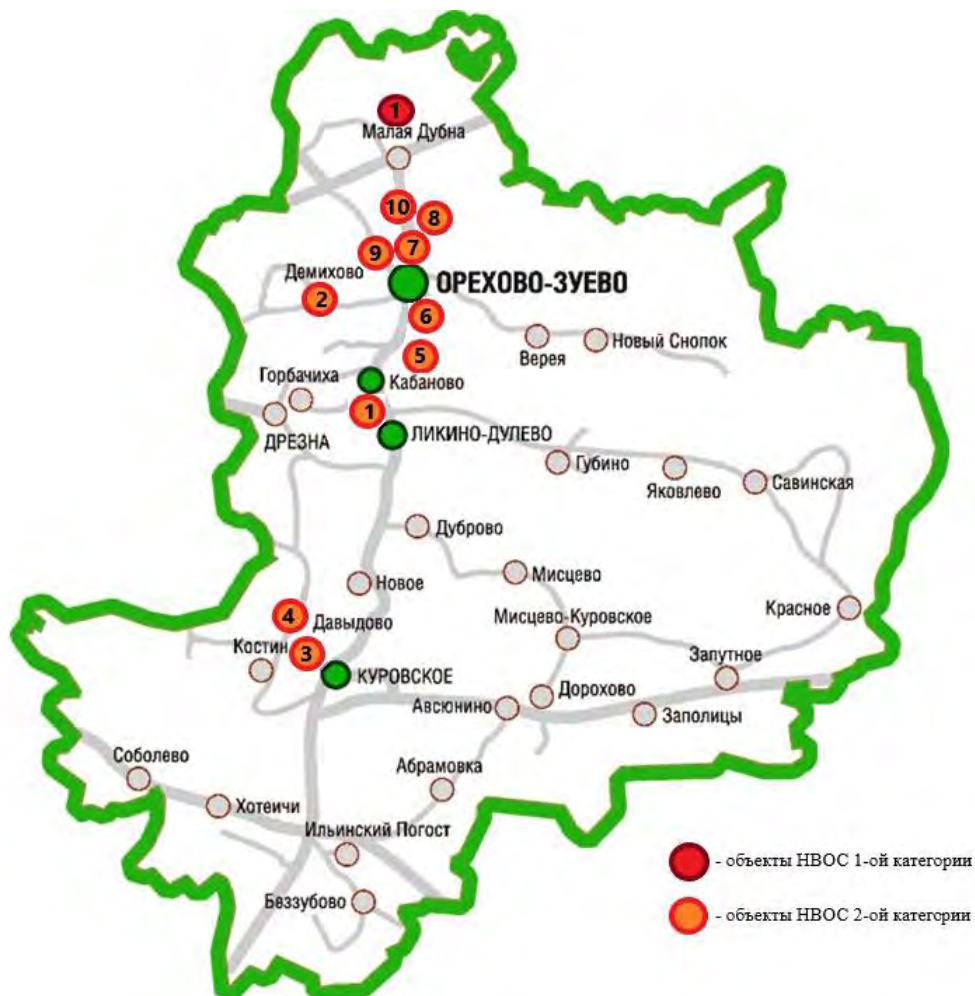 1
Малая Дубна
10
8
9
7
Демихово
2
ОРЕХОВО-ЗУЕВО
6
Верея
Новый Снопок
5
Горбачиха
Кабаново
1
ДРЕЗНА
ЛИКИНО-ДУЛЕВО
Губино
Яковлево
Савинская
Дуброво
Мисцево
Новое
Красное
4
Давыдово
Мисцево-Куровское
Костин
3
КУРОВСКОЕ
Запутное
Дорохово
Авсюнино
Заполицы
Соболево
Абрамовка
Хотеичи
Ильинский Погост
- объекты НВОС 1-ой категории
Беззубово
- объекты НВОС 2-ой категории